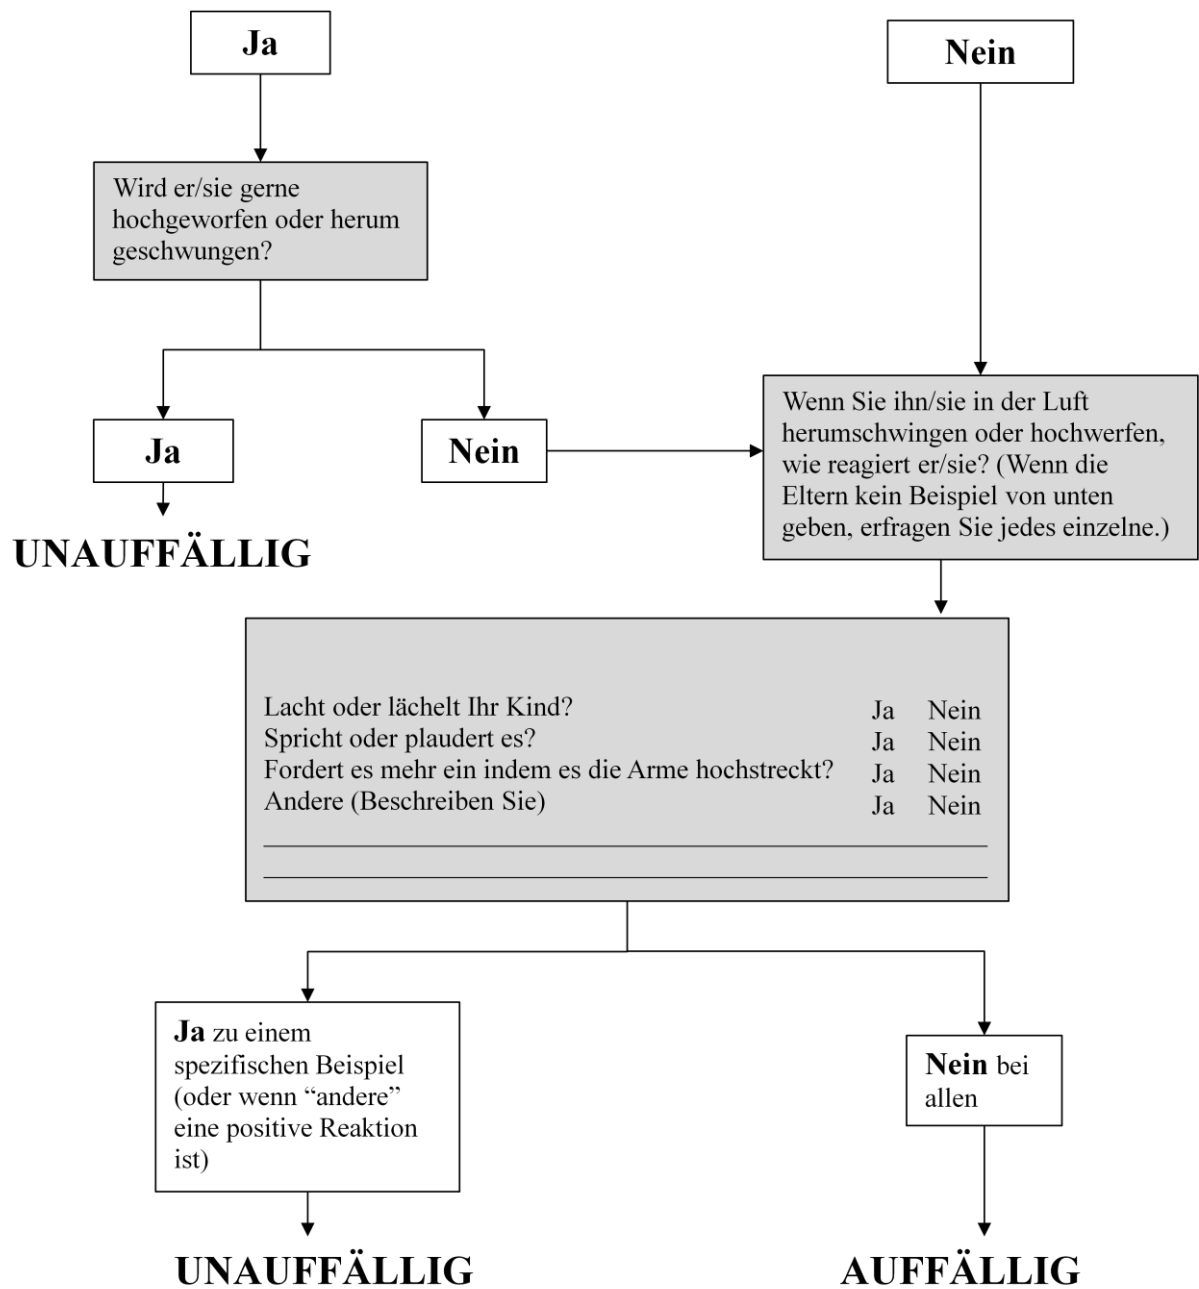 Ja
Nein
Wird er/sie gerne
hochgeworfen oder herum
geschwungen?
Ja
Nein
Wenn Sie ihn/sie in der Luft
herumschwingen oder hochwerfen,
wie reagiert er/sie? (Wenn die
Eltern kein Beispiel von unten
geben, erfragen Sie jedes einzelne.)
UNAUFFÄLLIG
Lacht oder lächelt Ihr Kind? Ja Nein
Spricht oder plaudert es? Ja Nein
Fordert es mehr ein indem es die Arme hochstreckt? Ja Nein
Andere (Beschreiben Sie) Ja Nein
Ja zu einem
spezifischen Beispiel
(oder wenn “andere”
eine positive Reaktion
ist)
Nein bei
allen
UNAUFFÄLLIG
AUFFÄLLIG